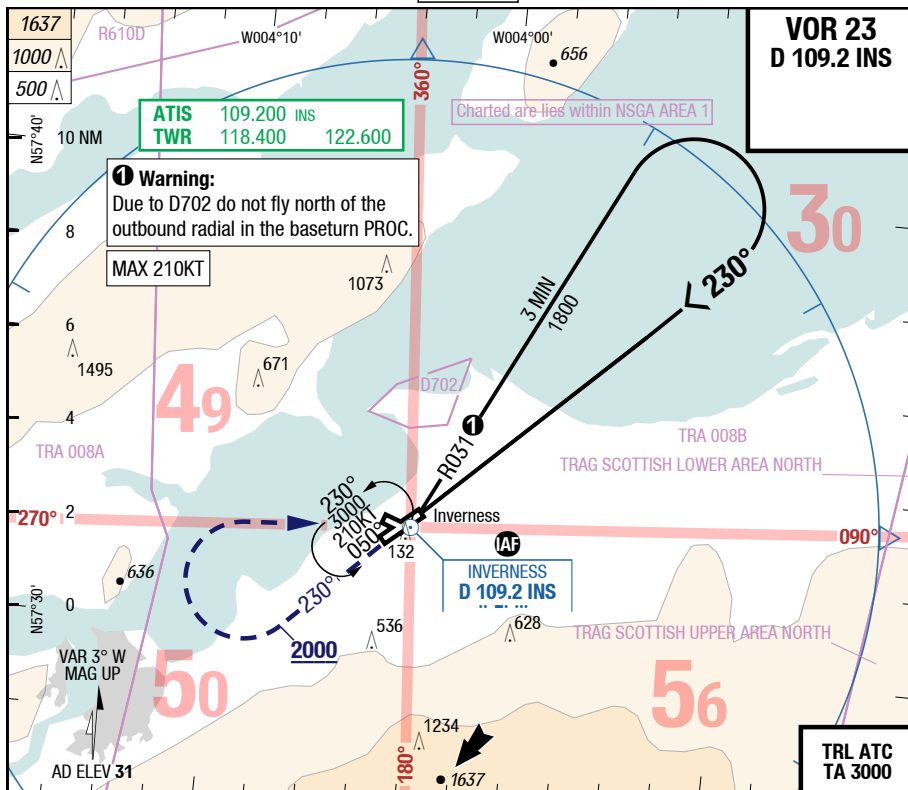 1637
1000
500
R610D
W004°10'
W004°00'
656
VOR 23
D 109.2 INS
360°
ATIS 109.200 INS
TWR 118.400 122.600
Charted are lies within NSGA AREA 1
N57°40'
10 NM
1 Warning:
Due to D702 do not fly north of the
outbound radial in the baseturn PROC.
MAX 210KT
8
30
230°
1073
3 MIN
1800
6
1495
671
49
D702
4
1
R031
TRA 008A
TRA 008B
TRAG SCOTTISH LOWER AREA NORTH
230°
3000
210KT
050°
270°
2
Inverness
090°
132
IAF
INVERNESS
D 109.2 INS
636
230°
N57°30'
0
536
628
TRAG SCOTTISH UPPER AREA NORTH
2000
VAR 3° W
MAG UP
50
56
1234
180°
1637
AD ELEV 31
TRL ATC
TA 3000